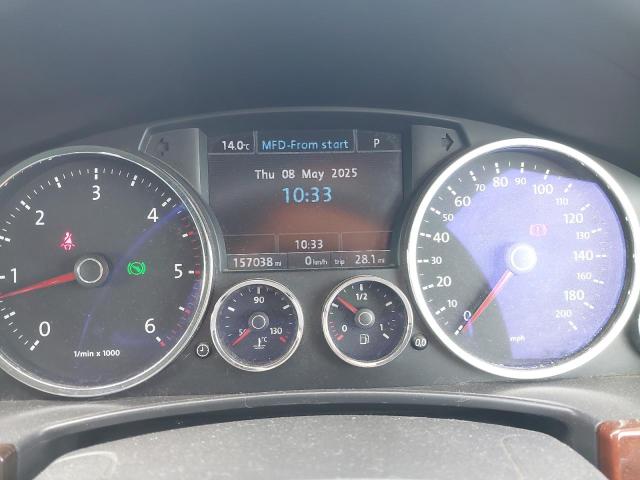 14.0°C MFD-From start P
Thu 08 May 2025
10:33
10:33
157038 mi 0 km/h trip 28.1 mi
0 1 2 3 4 5 6
1/min x 1000
50 90 130
°C
0 1/2 1
0.0
0 10 20 30 40 50 60 70 80 90 100 110 120 130 140 160 180 200
mph